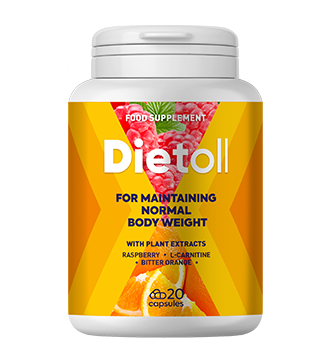 FOOD SUPPLEMENT
Dietoll
FOR MAINTAINING
NORMAL
BODY WEIGHT
WITH PLANT EXTRACTS
RASPBERRY • L-CARNITINE
• BITTER ORANGE •
20
capsules